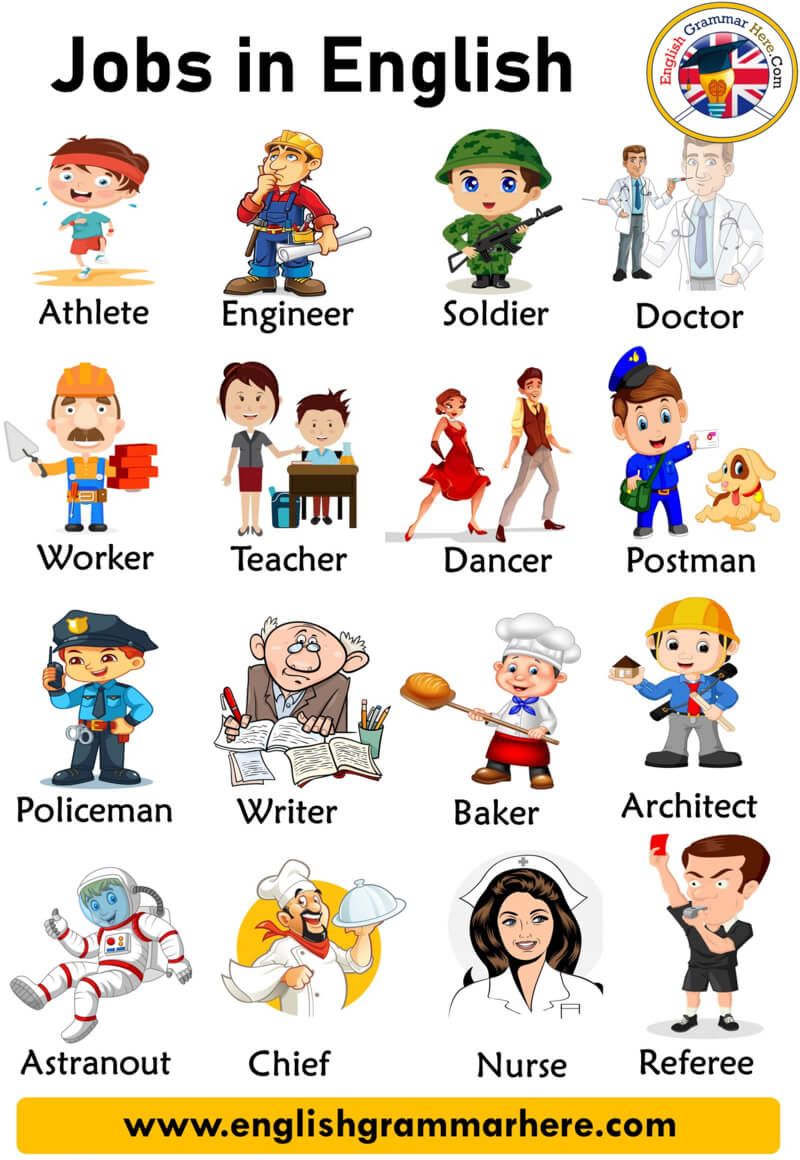 Jobs in English
English Grammar Here.Com
Athlete Engineer Soldier Doctor
Worker Teacher Dancer Postman
Policeman Writer Baker Architect
Astranout Chief Nurse Referee
www.englishgrammarhere.com